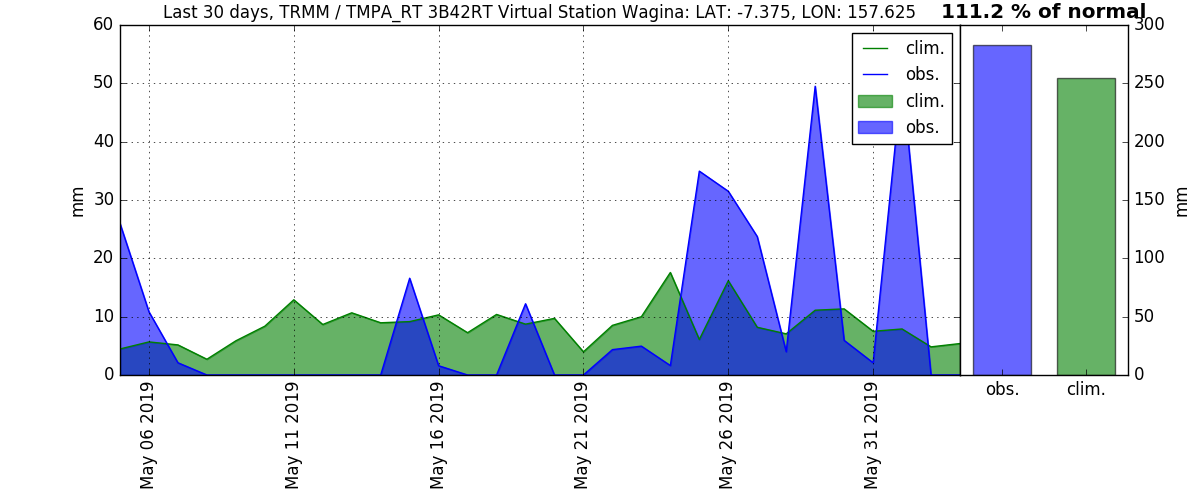 Last 30 days, TRMM / TMPA_RT 3B42RT Virtual Station Wagina: LAT: -7.375, LON: 157.625
111.2 % of normal
60
50
40
30
20
10
0
mm
clim.
obs.
clim.
obs.
May 06 2019
May 11 2019
May 16 2019
May 21 2019
May 26 2019
May 31 2019
300
250
200
150
100
50
0
mm
obs.
clim.